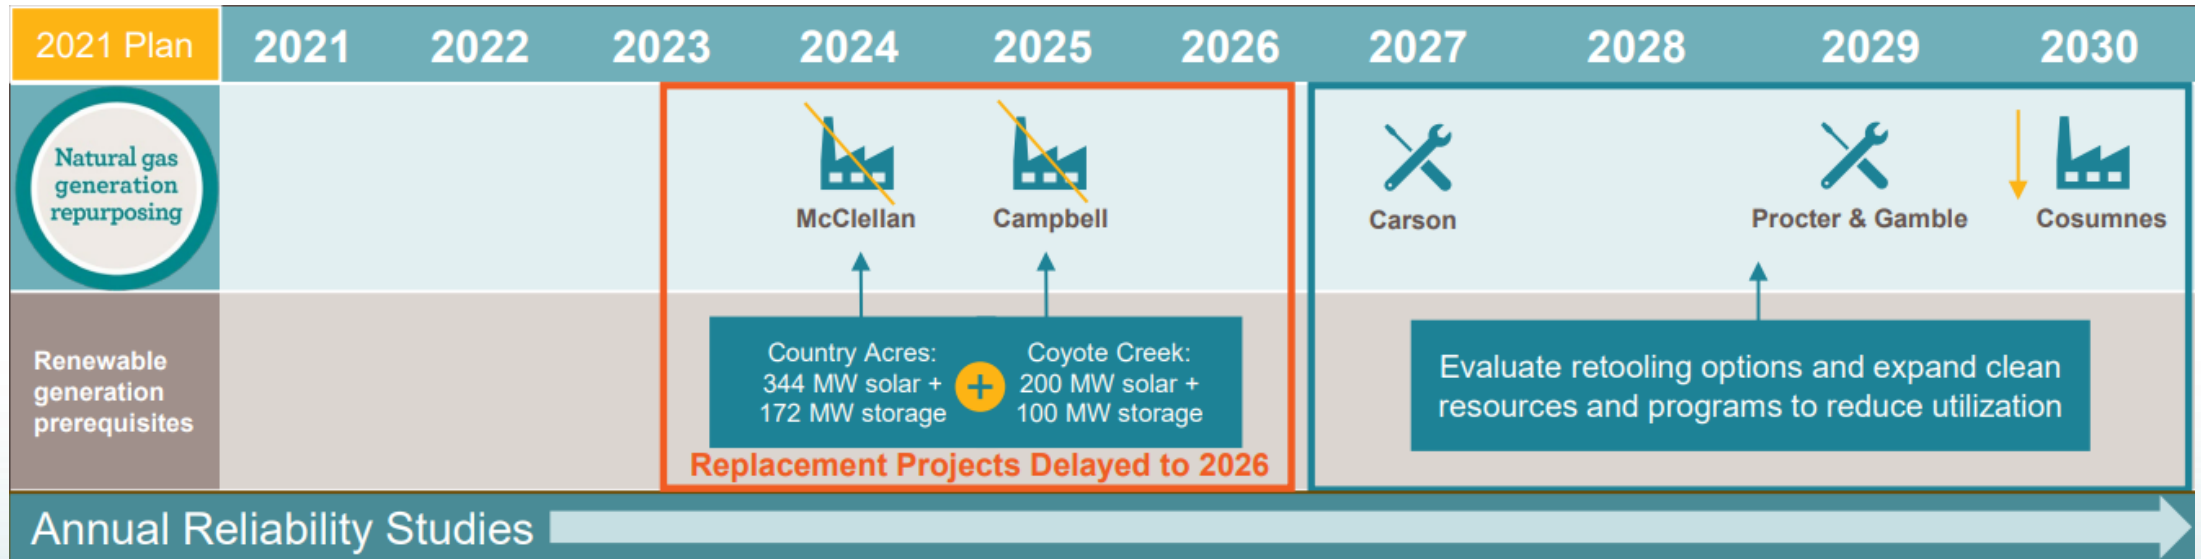 2021 Plan
2021
2022
2023
2024
2025
2026
2027
2028
2029
2030
Natural gas
generation
repurposing
McClellan
Campbell
Carson
Procter & Gamble
Cosumnes
Renewable
generation
prerequisites
Country Acres:
344 MW solar +
172 MW storage
+
Coyote Creek:
200 MW solar +
100 MW storage
Replacement Projects Delayed to 2026
Evaluate retooling options and expand clean
resources and programs to reduce utilization
Annual Reliability Studies